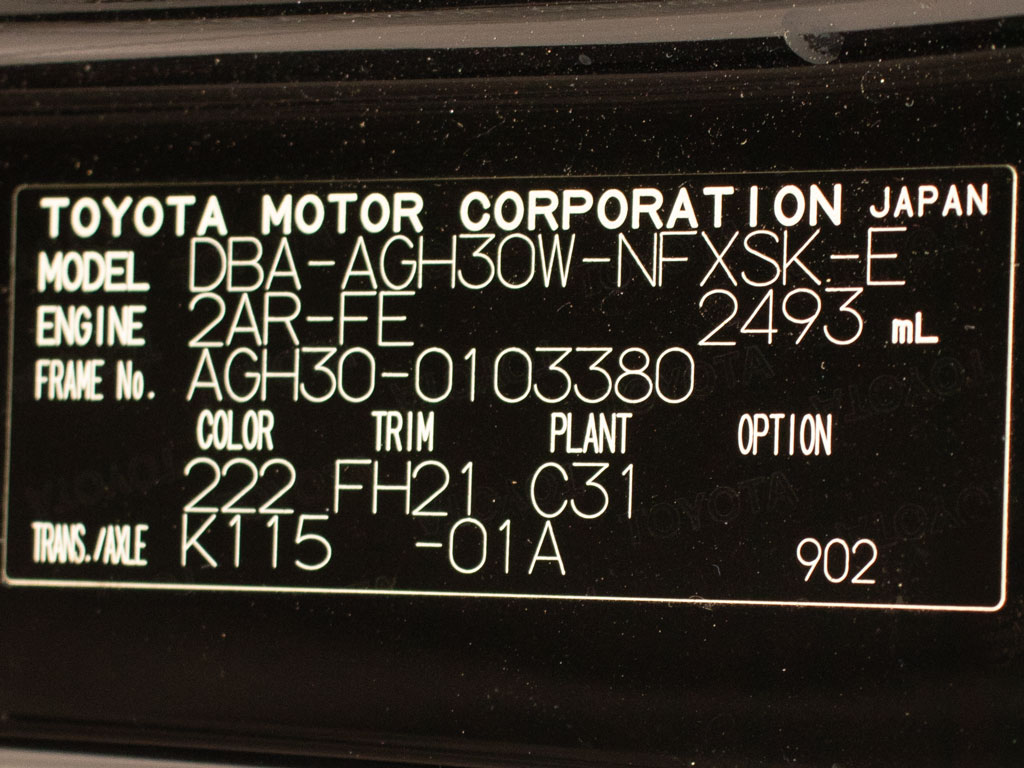 TOYOTA MOTOR CORPORATION JAPAN
MODEL DBA-AGH30W-NFXSK-E
ENGINE 2AR-FE 2493 mL
FRAME No. AGH30-0103380
COLOR TRIM PLANT OPTION
222 FH21 C31
TRANS./AXLE K115 -01A 902